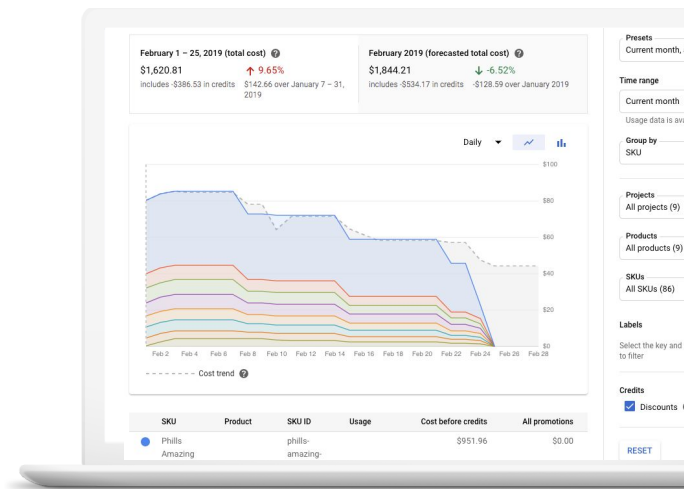 February 1 – 25, 2019 (total cost)
$1,620.81
9.65%
includes -$386.53 in credits
$142.66 over January 7 – 31,
2019
February 2019 (forecasted total cost)
$1,844.21
-6.52%
includes -$534.17 in credits
-$128.59 over January 2019
Daily
$100
$80
$60
$40
$20
$0
Feb 2 Feb 4 Feb 6 Feb 8 Feb 10 Feb 12 Feb 14 Feb 16 Feb 18 Feb 20 Feb 22 Feb 24 Feb 26 Feb 28
Cost trend
SKU Product SKU ID Usage Cost before credits All promotions
Phills phills- $951.96 $0.00
Amazing amazing-
Presets
Current month,
Time range
Current month
Usage data is ava
Group by
SKU
Projects
All projects (9)
Products
All products (9)
SKUs
All SKUs (86)
Labels
Select the key and
to filter
Credits
Discounts
RESET